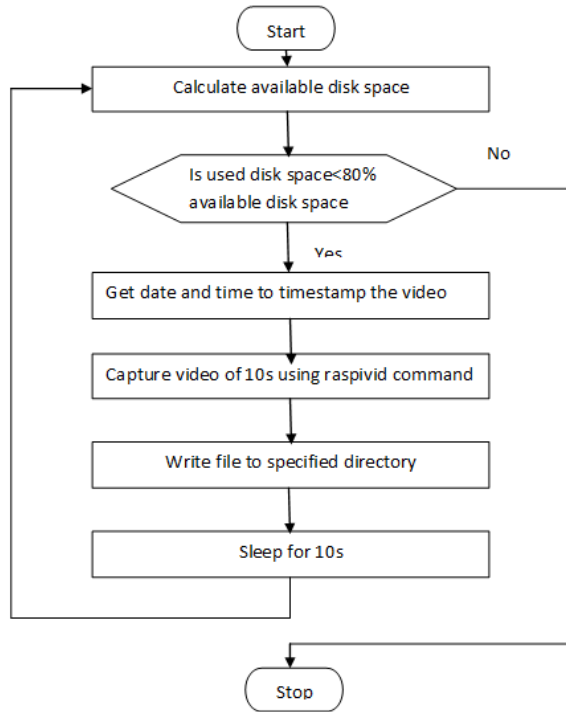 Start
Calculate available disk space
No
Is used disk space<80%
available disk space
Yes
Get date and time to timestamp the video
Capture video of 10s using raspivid command
Write file to specified directory
Sleep for 10s
Stop